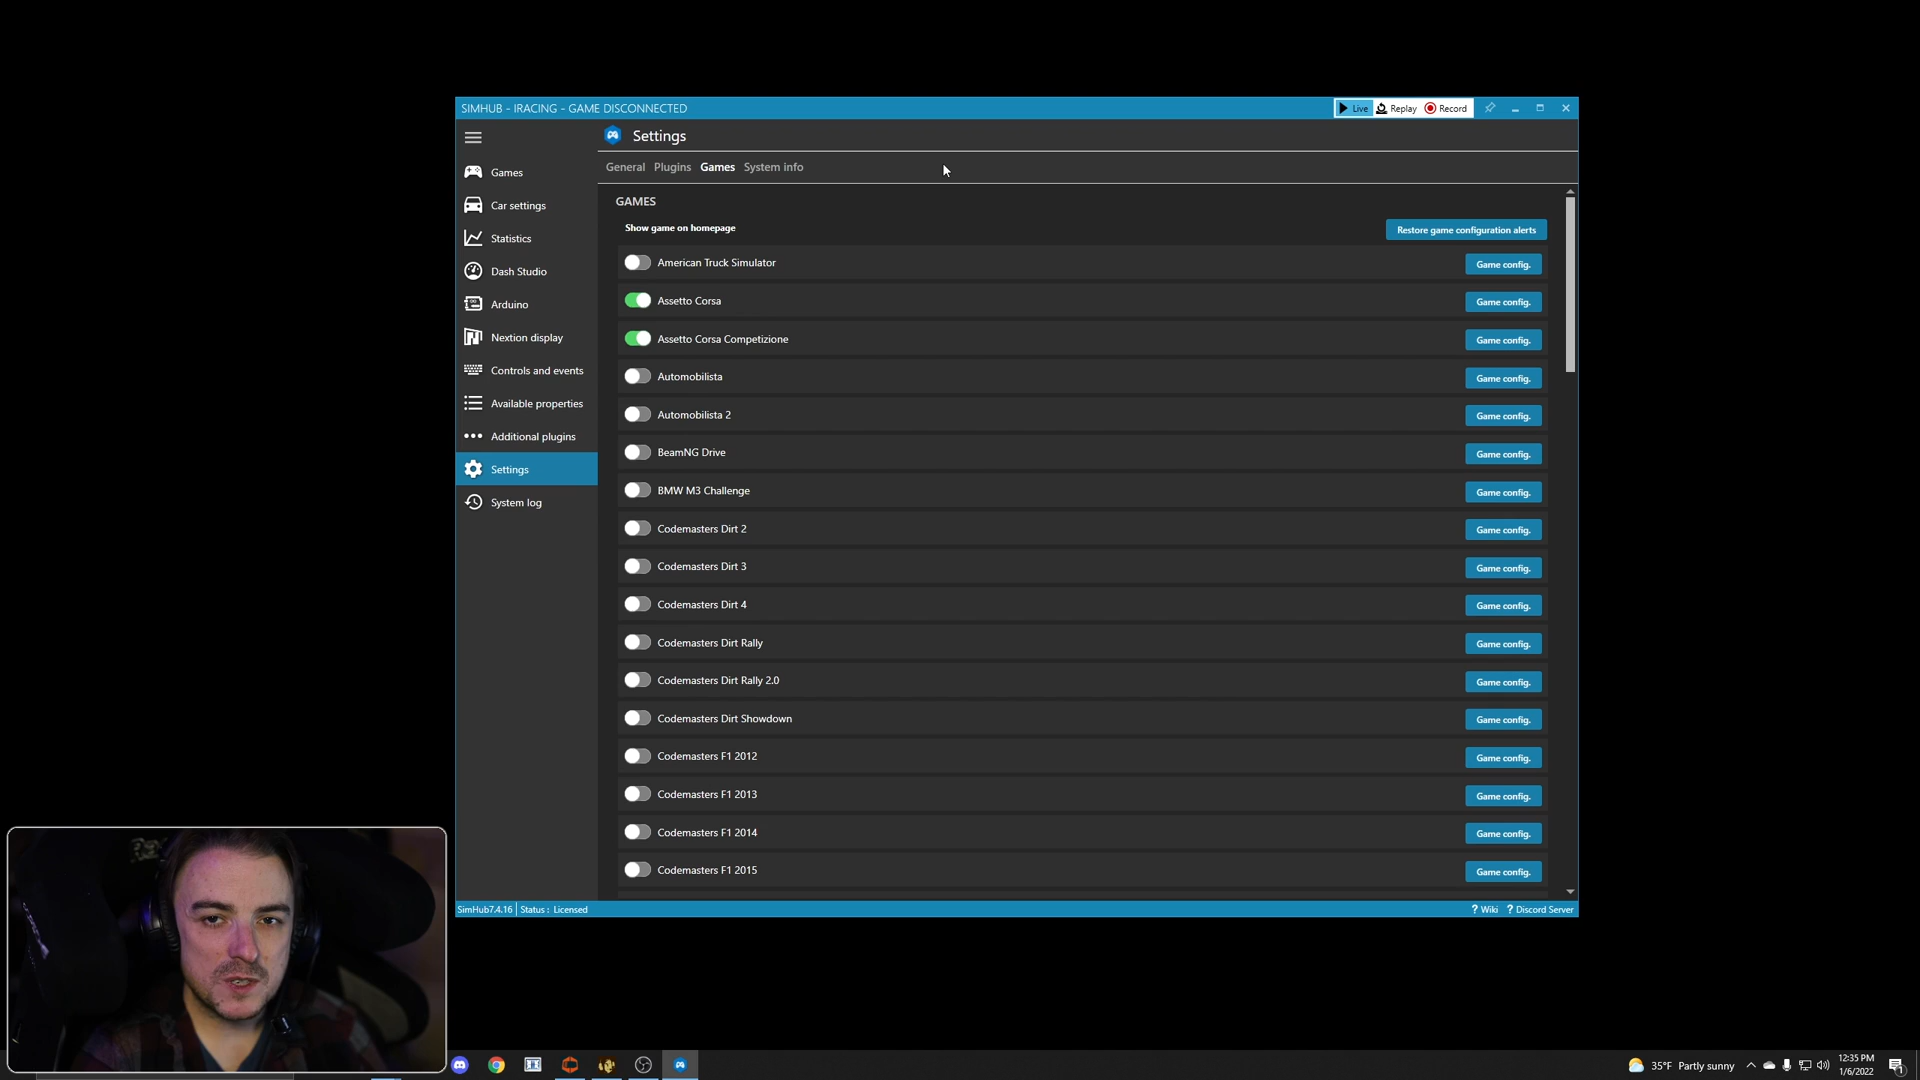 SIMHUB - IRACING - GAME DISCONNECTED
Live Replay Record
Settings
General Plugins Games System info
Games
Car settings
Statistics
Dash Studio
Arduino
Nextion display
Controls and events
Available properties
Additional plugins
Settings
System log
GAMES
Show game on homepage
Restore game configuration alerts
American Truck Simulator Game config.
Assetto Corsa Game config.
Assetto Corsa Competizione Game config.
Automobilista Game config.
Automobilista 2 Game config.
BeamNG Drive Game config.
BMW M3 Challenge Game config.
Codemasters Dirt 2 Game config.
Codemasters Dirt 3 Game config.
Codemasters Dirt 4 Game config.
Codemasters Dirt Rally Game config.
Codemasters Dirt Rally 2.0 Game config.
Codemasters Dirt Showdown Game config.
Codemasters F1 2012 Game config.
Codemasters F1 2013 Game config.
Codemasters F1 2014 Game config.
Codemasters F1 2015 Game config.
SimHub7.4.16 Status : Licensed
? Wiki ? Discord Server
35°F Partly sunny
12:35 PM
1/6/2022
1